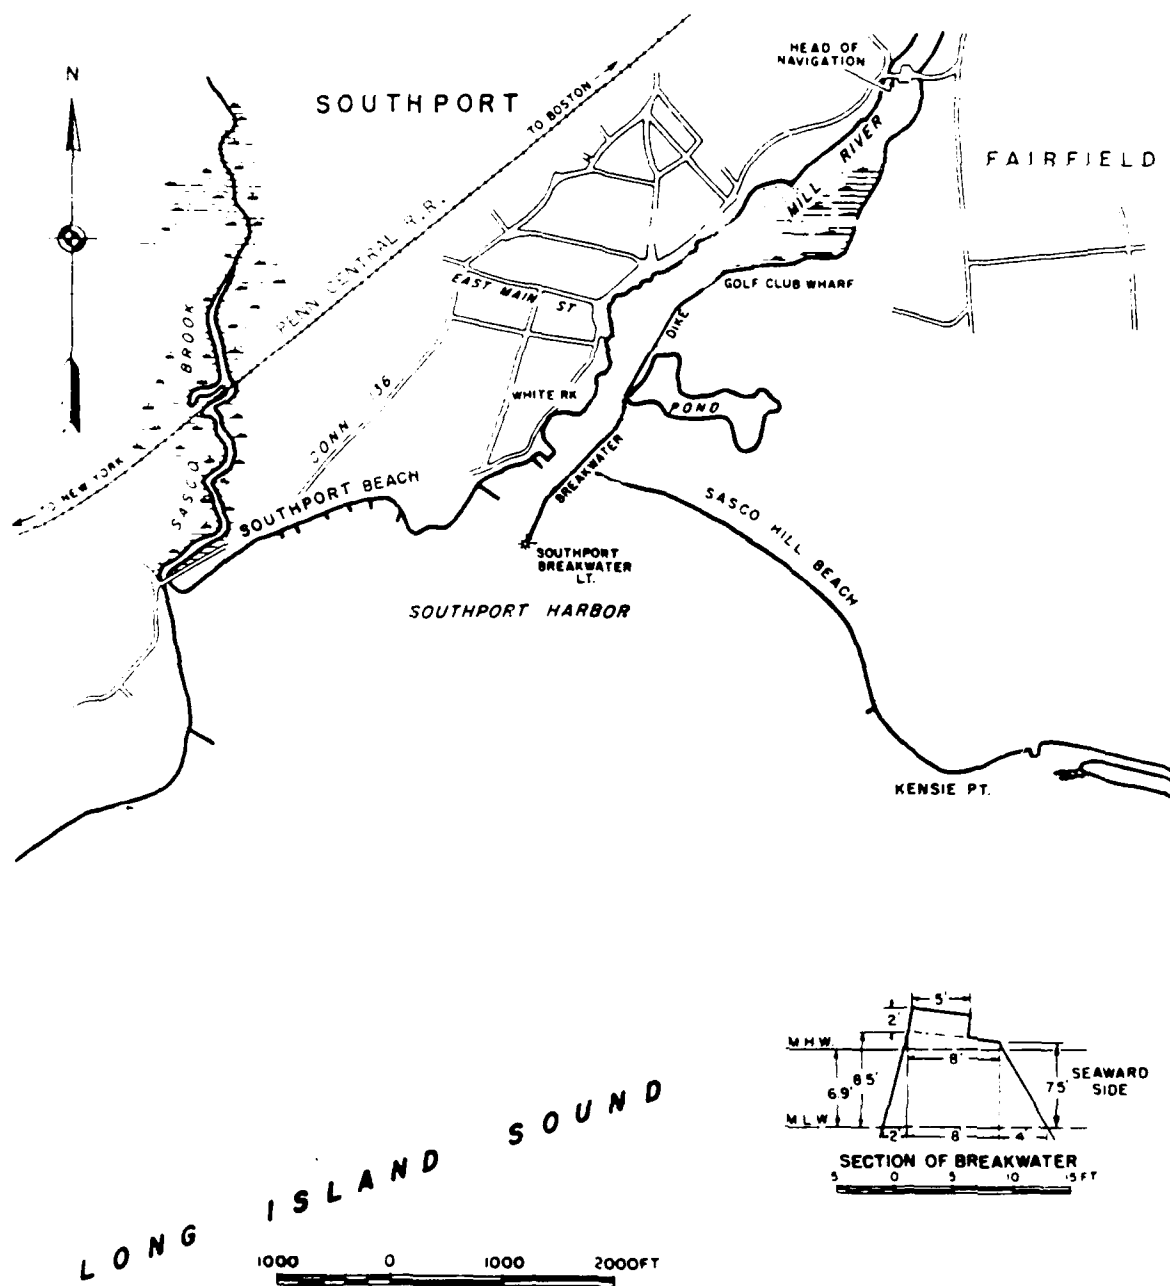 HEAD OF
NAVIGATION
N
SOUTHPORT
TO BOSTON
MILL RIVER
FAIRFIELD
PENN CENTRAL R.R.
EAST MAIN ST
GOLF CLUB WHARF
DIKE
BROOK
SASCO
CONN 136
WHITE RK
POND
TO NEW YORK
SOUTHPORT BEACH
BREAKWATER
SASCO HILL BEACH
SOUTHPORT
BREAKWATER
LT.
SOUTHPORT HARBOR
KENSIE PT.
5'
2'
M.H.W.
8'
6.9'
8.5'
7.5'
SEAWARD
SIDE
M.L.W.
2' 8' 4'
SECTION OF BREAKWATER
5 0 5 10 15 FT
LONG ISLAND SOUND
1000 0 1000 2000FT